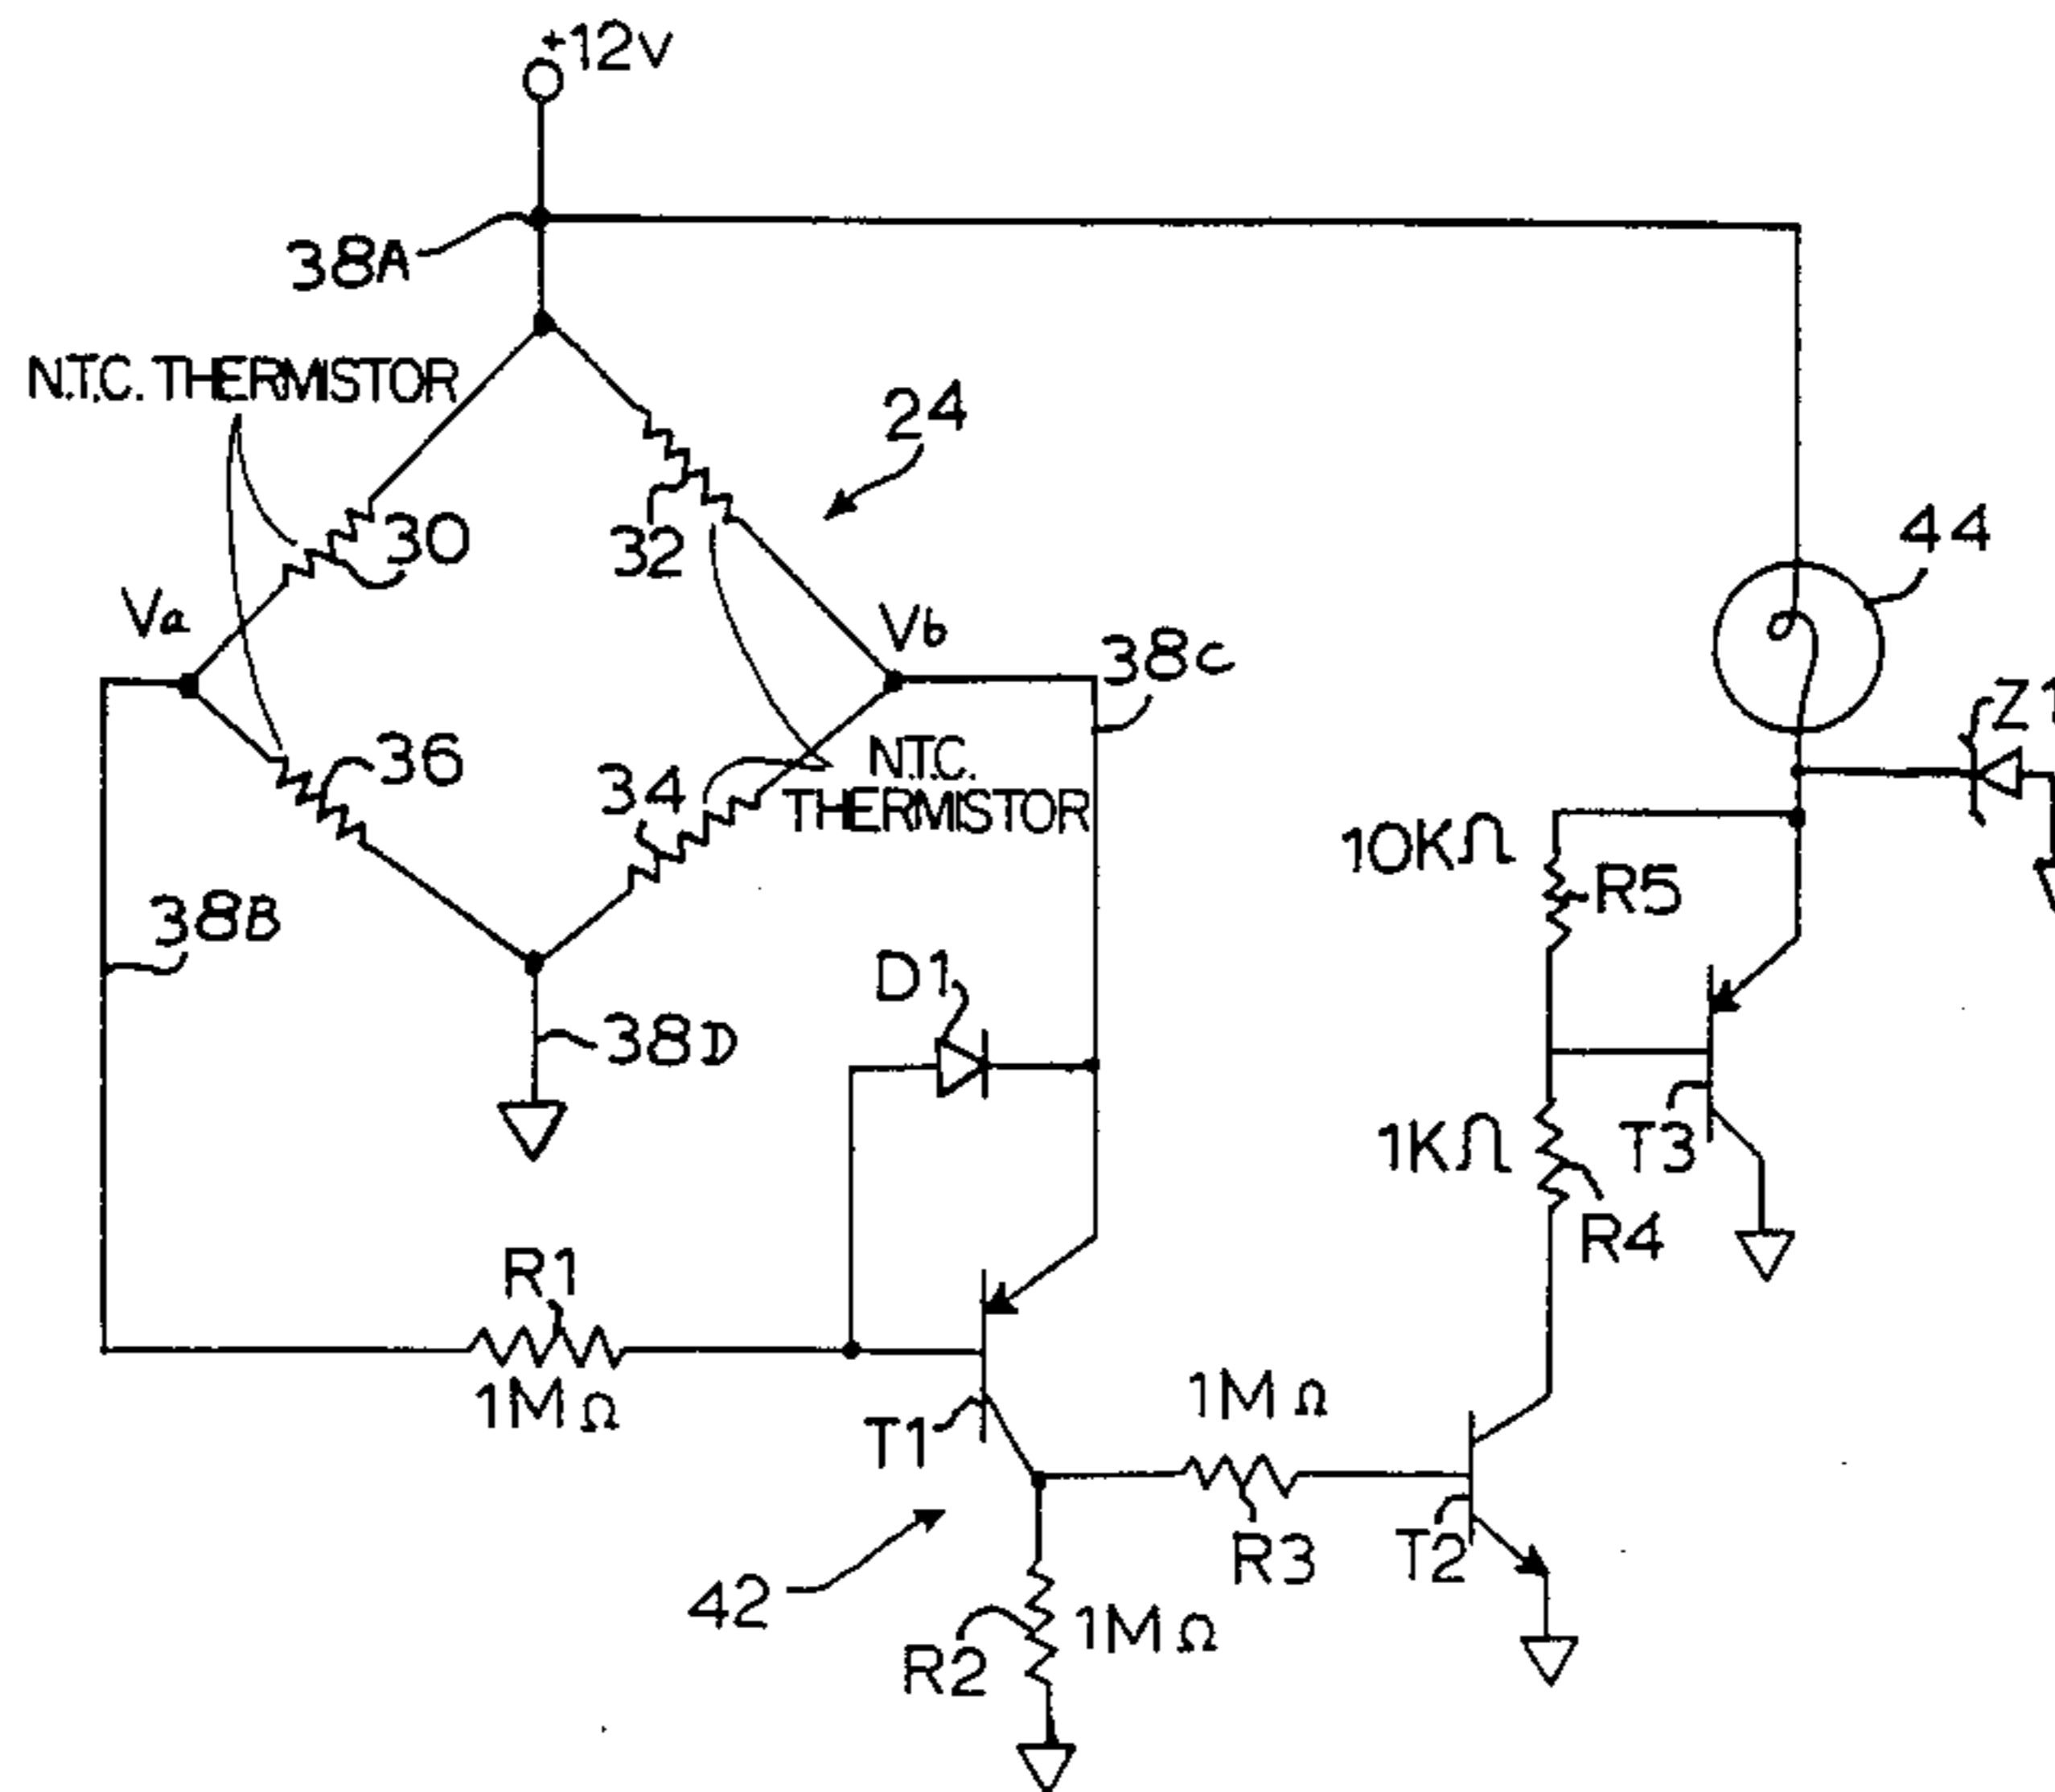 +12V
38A
N.T.C. THERMISTOR
24
30
32
44
Va
Vb
38C
Z1
36
34
N.T.C.
THERMISTOR
10KΩ
R5
38B
D1
38D
1KΩ
T3
R4
R1
1MΩ
T1
1MΩ
R3
T2
42
R2
1MΩ